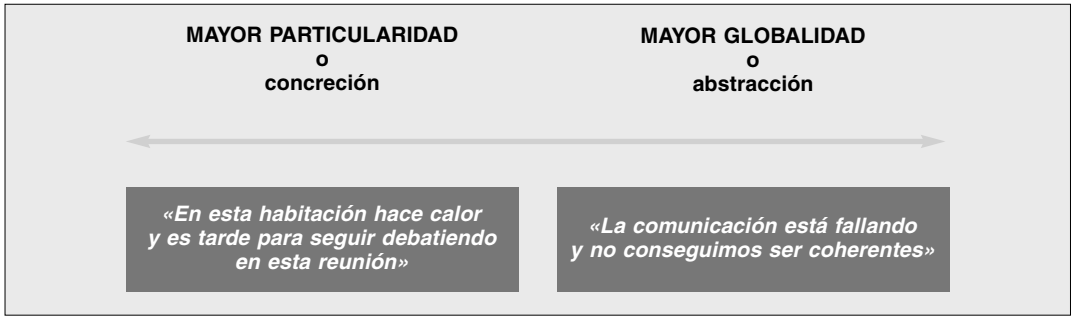 MAYOR PARTICULARIDAD
o
concreción
MAYOR GLOBALIDAD
o
abstracción
«En esta habitación hace calor
y es tarde para seguir debatiendo
en esta reunión»
«La comunicación está fallando
y no conseguimos ser coherentes»